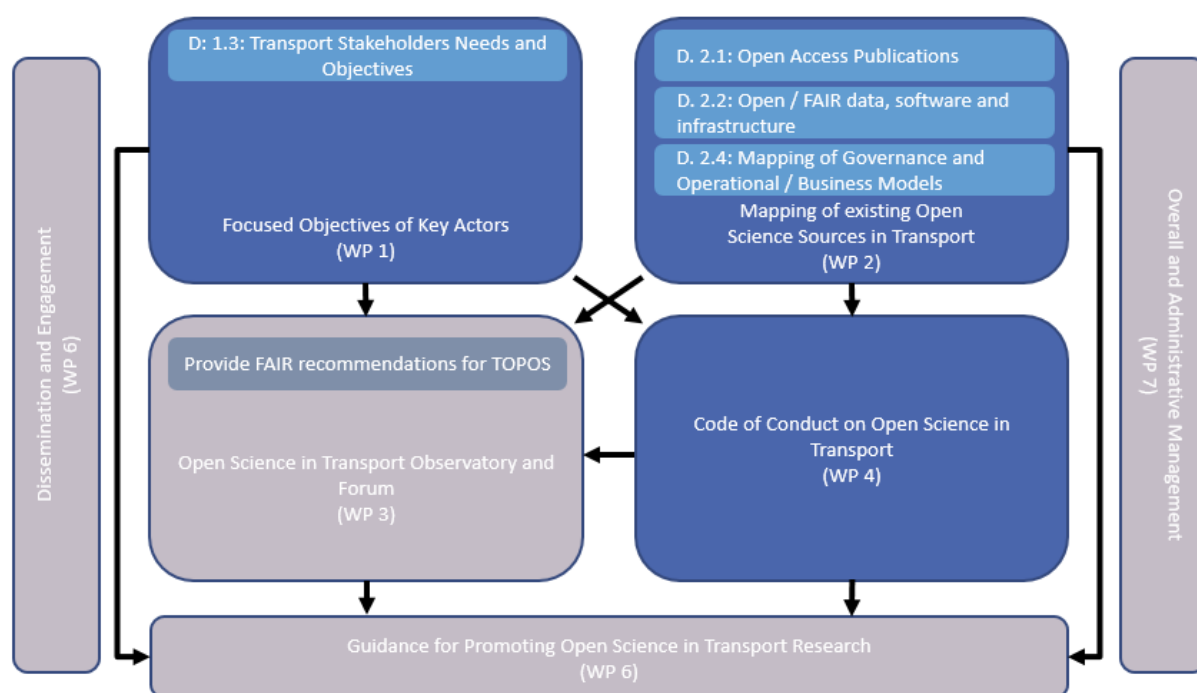 D: 1.3: Transport Stakeholders Needs and
Objectives
Focused Objectives of Key Actors
(WP 1)
D. 2.1: Open Access Publications
D. 2.2: Open / FAIR data, software and
infrastructure
D. 2.4: Mapping of Governance and
Operational / Business Models
Mapping of existing Open
Science Sources in Transport
(WP 2)
Dissemination and Engagement
(WP 6)
Overall and Administrative Management
(WP 7)
Provide FAIR recommendations for TOPOS
Open Science in Transport Observatory and
Forum
(WP 3)
Code of Conduct on Open Science in
Transport
(WP 4)
Guidance for Promoting Open Science in Transport Research
(WP 6)